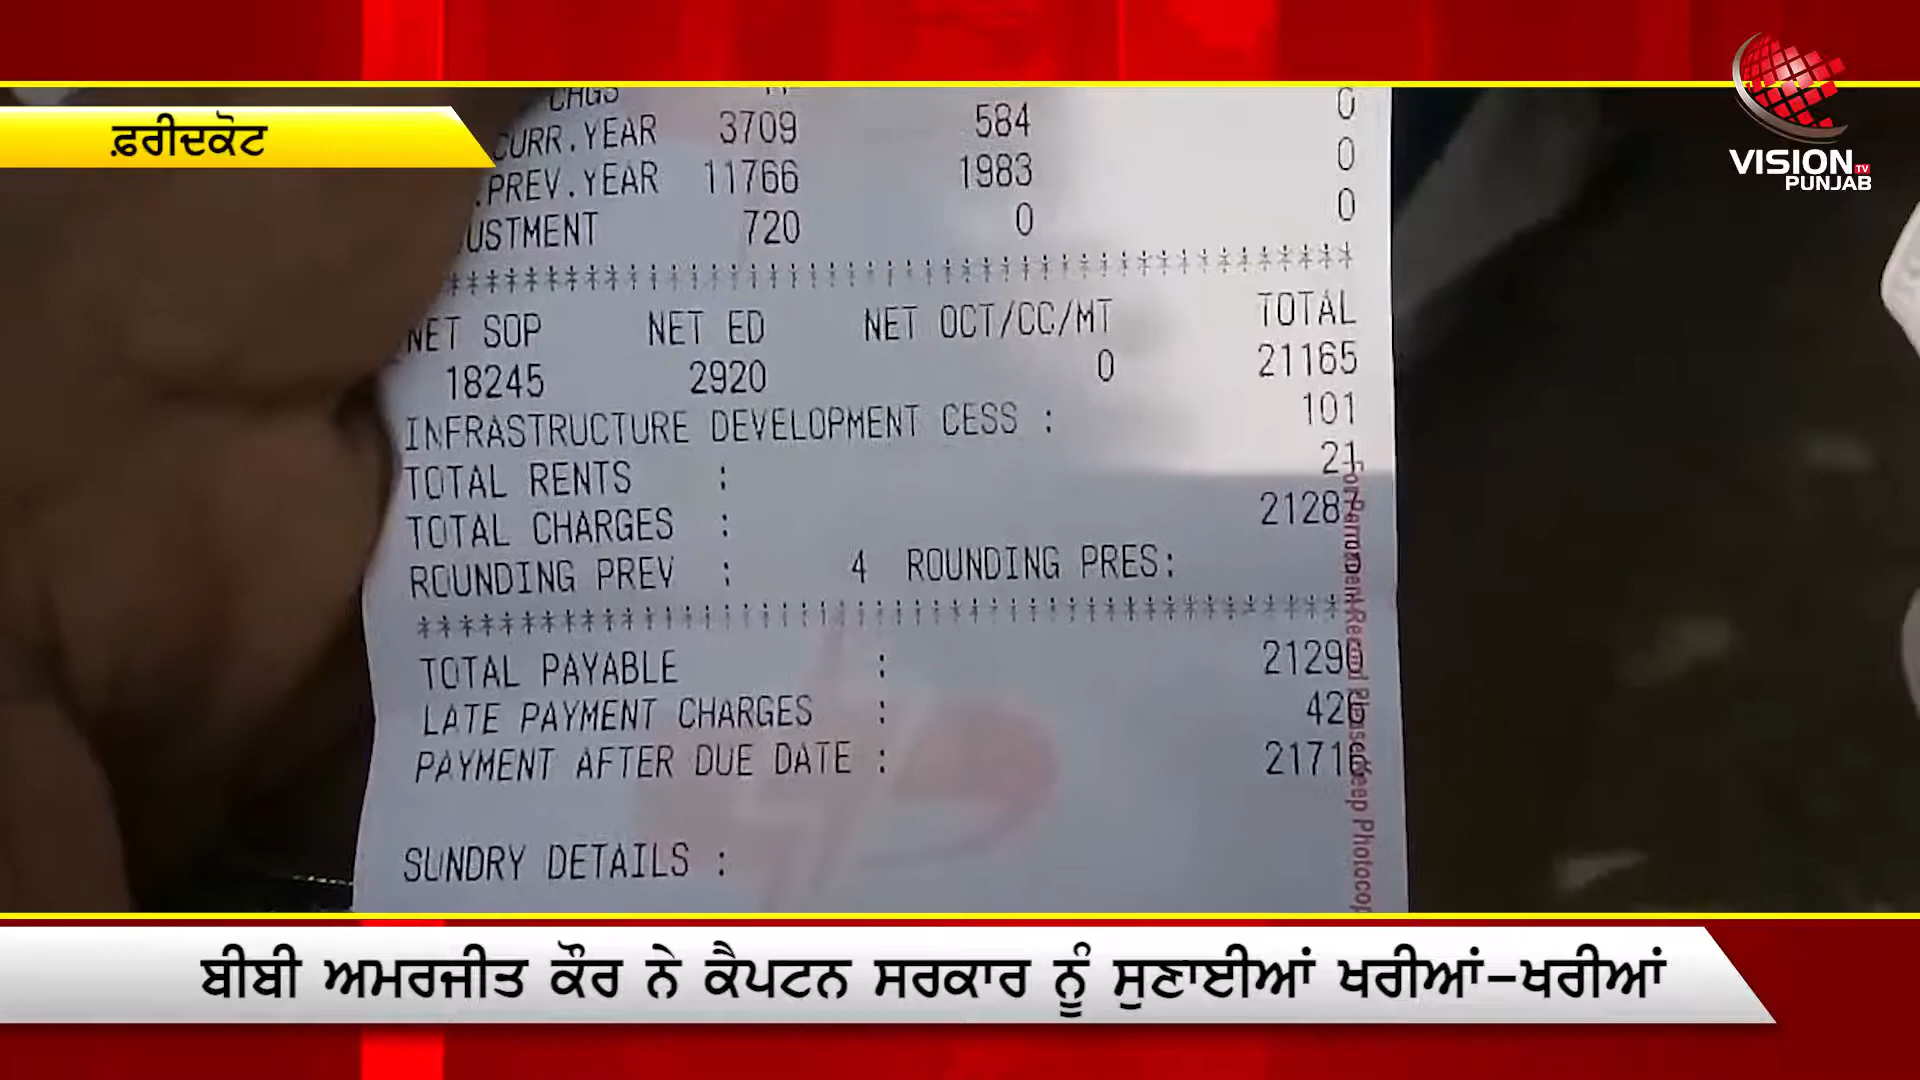 ਫ਼ਰੀਦਕੋਟ
VISION TV
PUNJAB
CHGS 0
CURR.YEAR 3709 584 0
.PREV.YEAR 11766 1983 0
USTMENT 720 0
NET SOP NET ED NET OCT/CC/MT TOTAL
18245 2920 0 21165
INFRASTRUCTURE DEVELOPMENT CESS : 101
TOTAL RENTS : 21
TOTAL CHARGES : 21287
ROUNDING PREV : 4 ROUNDING PRES:
TOTAL PAYABLE : 21290
LATE PAYMENT CHARGES : 426
PAYMENT AFTER DUE DATE : 21716
SUNDRY DETAILS :
ਬੀਬੀ ਅਮਰਜੀਤ ਕੌਰ ਨੇ ਕੈਪਟਨ ਸਰਕਾਰ ਨੂੰ ਸੁਣਾਈਆਂ ਖਰੀਆਂ-ਖਰੀਆਂ